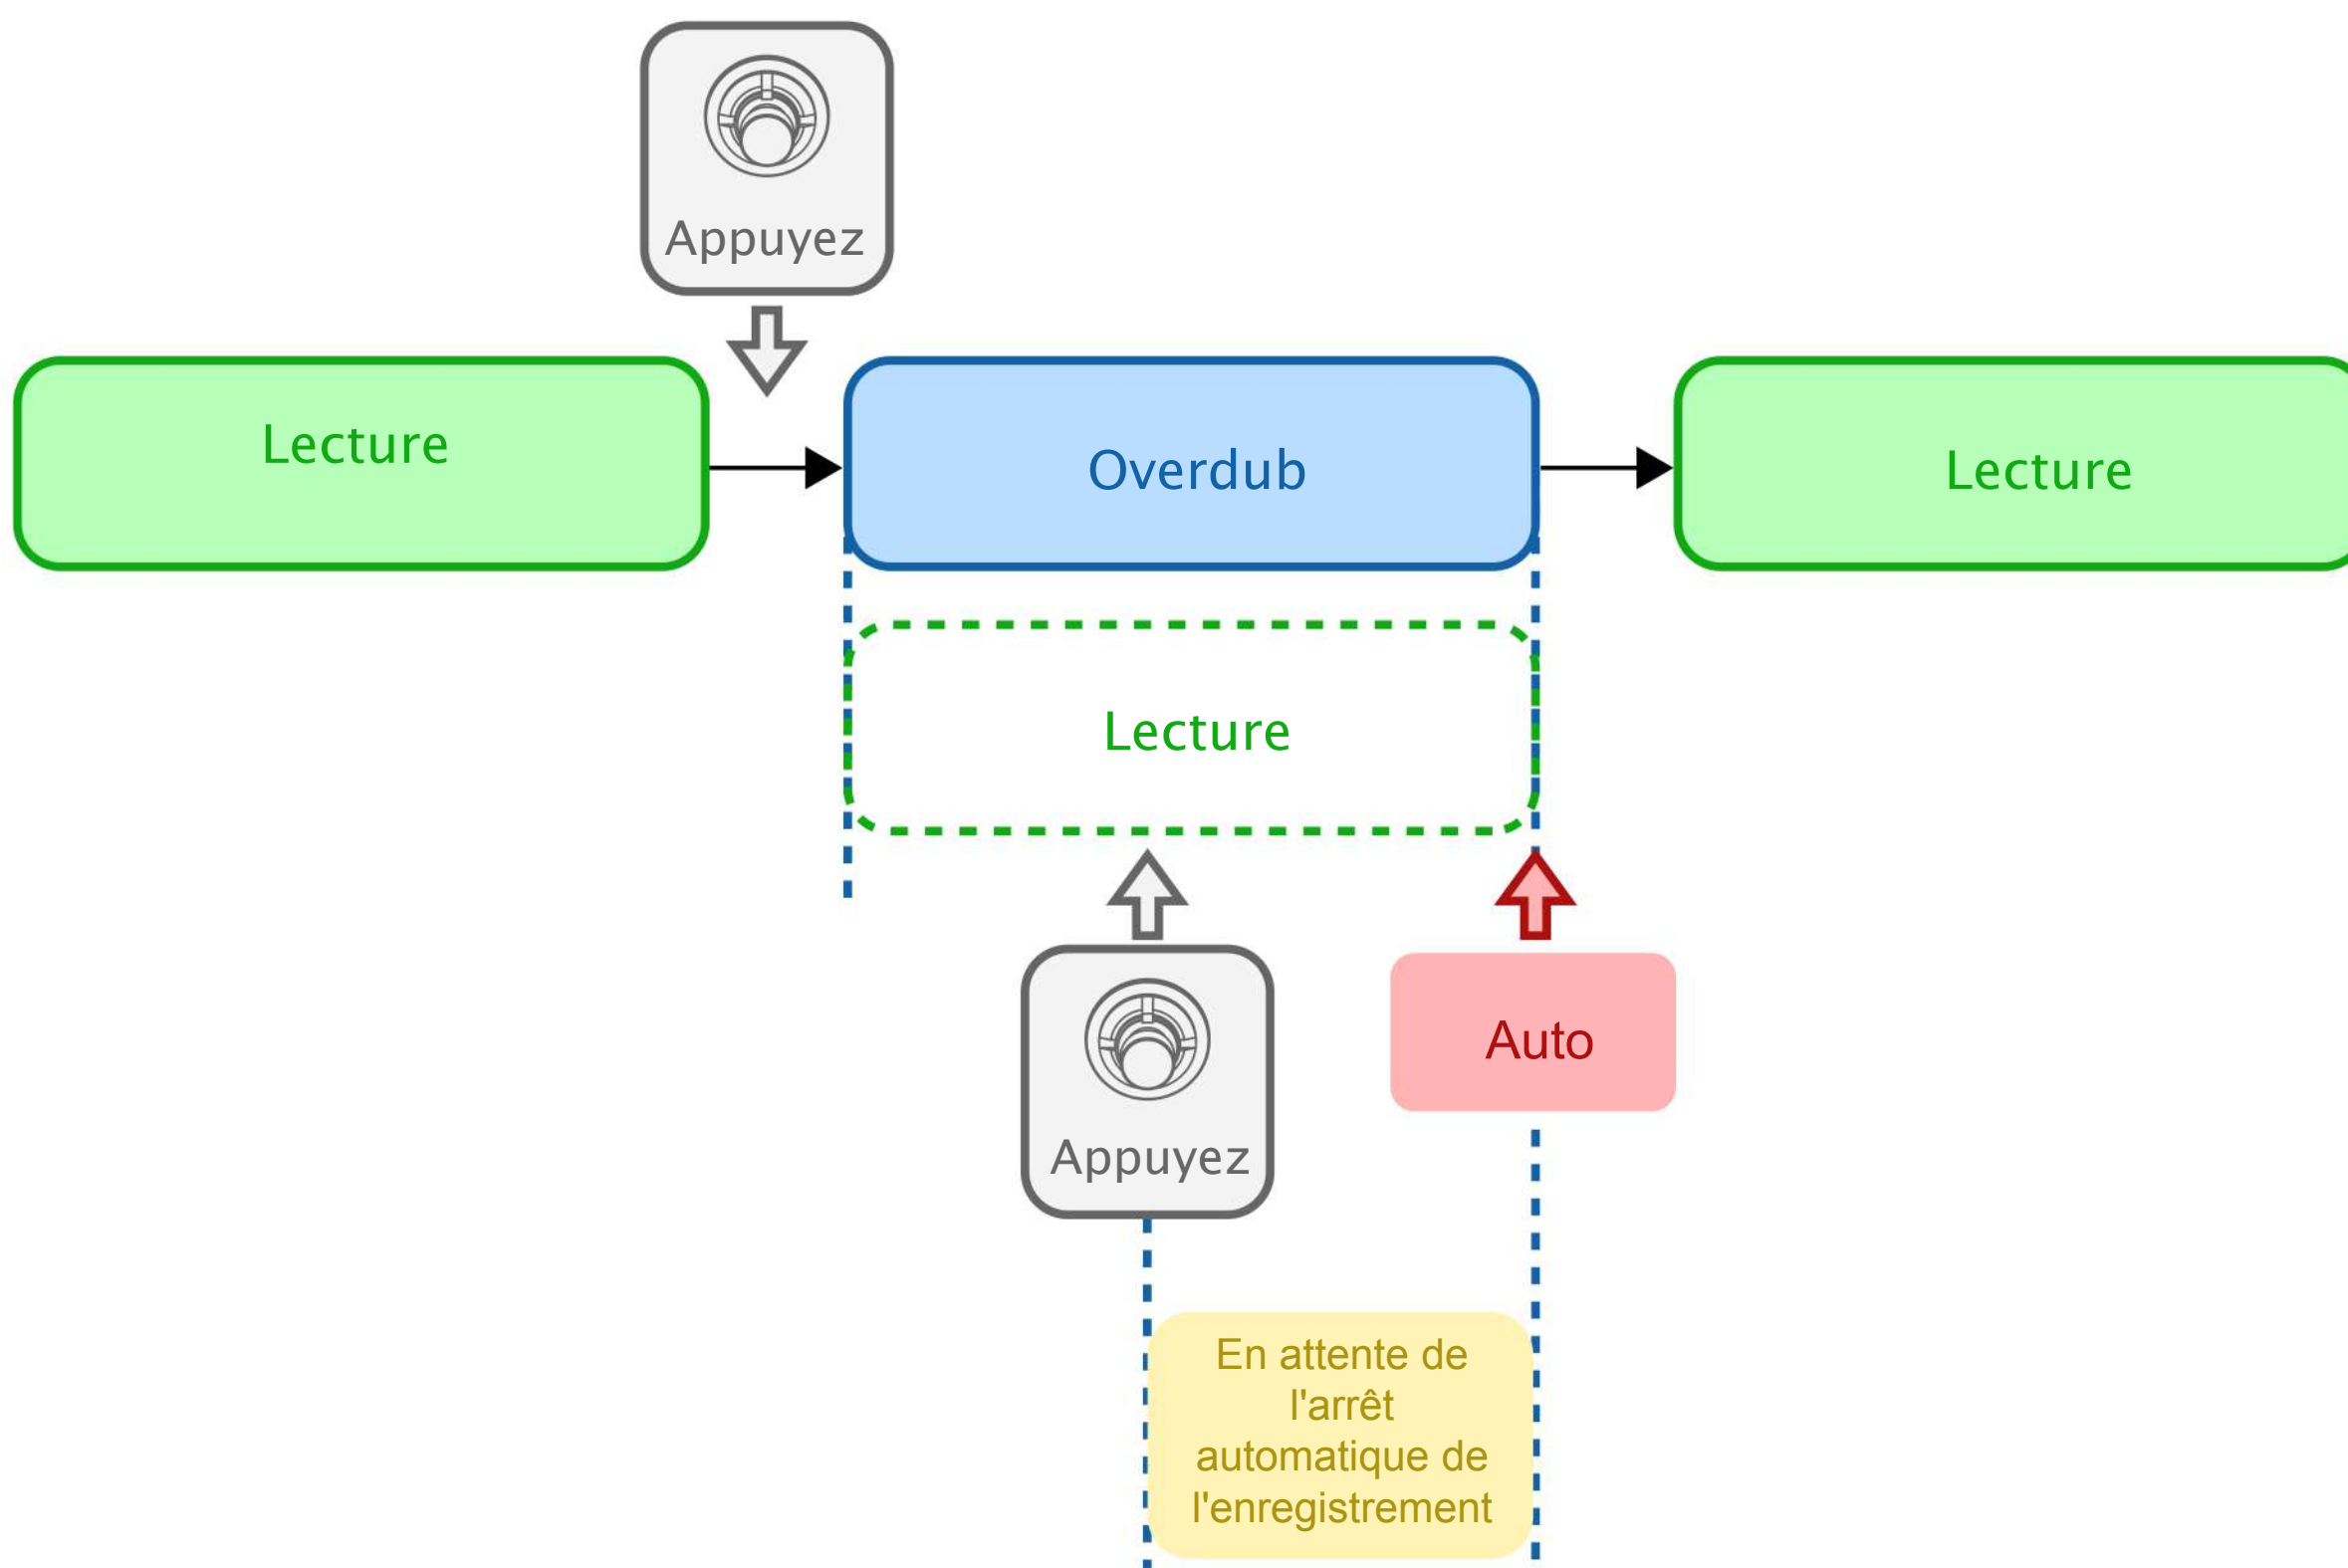 Appuyez
Lecture
Overdub
Lecture
Lecture
Appuyez
Auto
En attente de
l'arrêt
automatique de
l'enregistrement